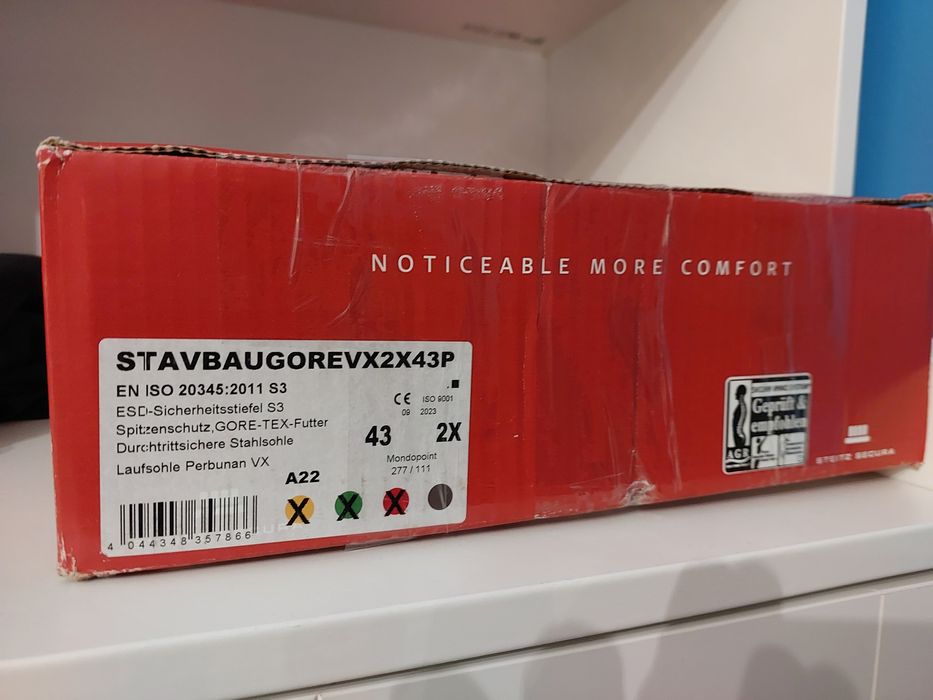 NOTICEABLE MORE COMFORT
STAVBAUGOREVX2X43P
EN ISO 20345:2011 S3
ESD-Sicherheitsstiefel S3
Spitzenschutz,GORE-TEX-Futter
Durchtrittsichere Stahlsohle
Laufsohle Perbunan VX
CE ISO 9001
09 2023
43 2X
Mondopoint
277 / 111
A22
X X X
4 044348 357866
Geprüft &
empfohlen
AGR
STEITZ SECURA